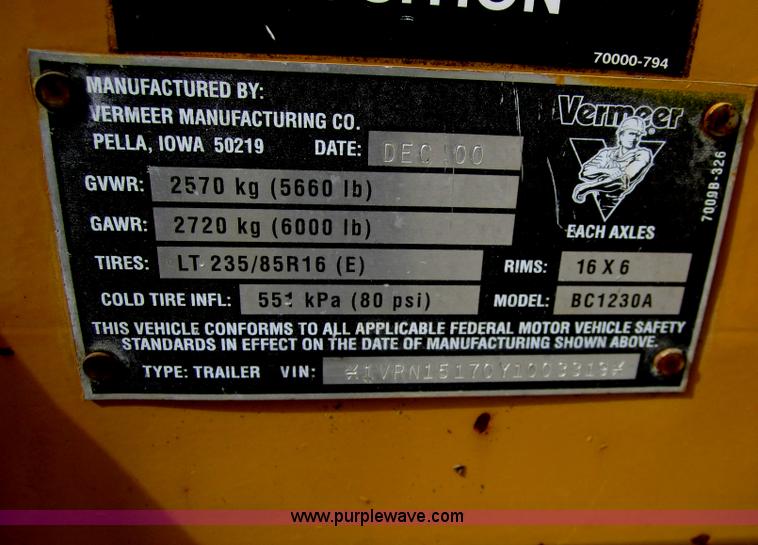 70000-794
MANUFACTURED BY:
VERMEER MANUFACTURING CO.
PELLA, IOWA 50219 DATE: DEC 00
Vermeer
®
GVWR: 2570 kg (5660 lb)
GAWR: 2720 kg (6000 lb)
EACH AXLES
7009B-326
TIRES: LT 235/85R16 (E) RIMS: 16 X 6
COLD TIRE INFL: 551 kPa (80 psi) MODEL: BC1230A
THIS VEHICLE CONFORMS TO ALL APPLICABLE FEDERAL MOTOR VEHICLE SAFETY
STANDARDS IN EFFECT ON THE DATE OF MANUFACTURING SHOWN ABOVE.
TYPE: TRAILER VIN: *1VRN15170Y1003319*
www.purplewave.com